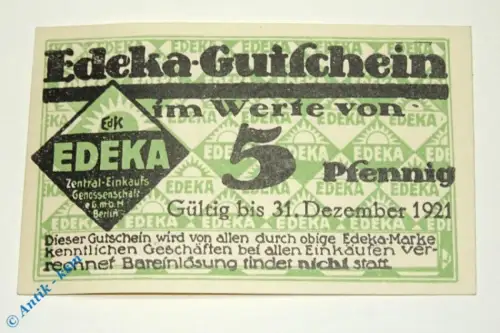 Edeka-Gutschein
im Werte von
5
Pfennig
EdK
EDEKA
Zentral-Einkaufs
Genossenschaft
e.G.m.b.H
Berlin
Gültig bis 31. Dezember 1921
Dieser Gutschein wird von allen durch obige Edeka-Marke
kenntlichen Geschäften bei allen Einkäufen ver-
rechnet Bareinlösung findet nicht statt
© Antik-Kön